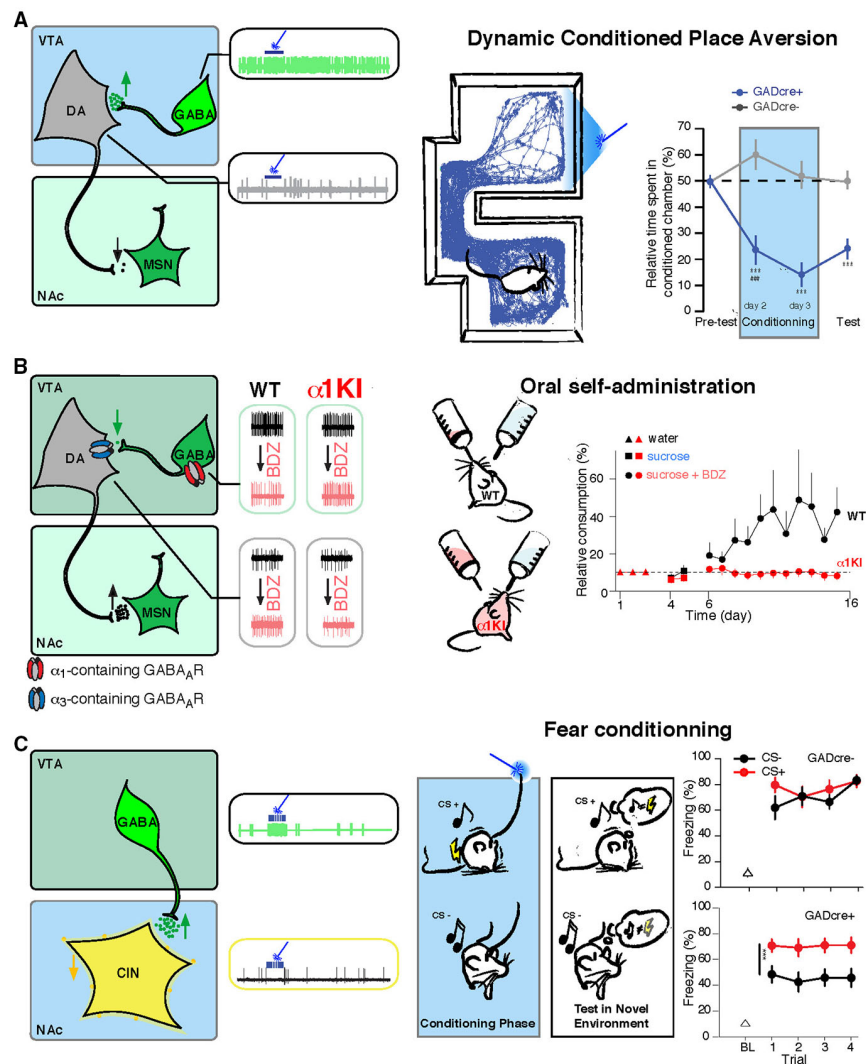 A
VTA
DA
GABA
NAc
MSN
Dynamic Conditioned Place Aversion
GADcre+
GADcre-
Relative time spent in
conditioned chamber (%)
70
60
50
40
30
20
10
0
***
###
***
***
day 2
day 3
Pre-test
Conditionning
Test
B
VTA
DA
GABA
NAc
MSN
WT
α1KI
BDZ
BDZ
BDZ
BDZ
α1-containing GABAAR
α3-containing GABAAR
Oral self-administration
WT
α1KI
water
sucrose
sucrose + BDZ
Relative consumption (%)
60
40
20
10
0
WT
α1KI
1
4
6
16
Time (day)
C
VTA
GABA
CIN
NAc
Fear conditionning
CS +
CS -
Conditioning Phase
CS +
=
CS -
≠
Test in Novel
Environment
CS-
CS+
GADcre-
Freezing (%)
100
80
60
40
20
0
GADcre+
Freezing (%)
100
80
60
40
20
0
***
BL
1
2
3
4
Trial